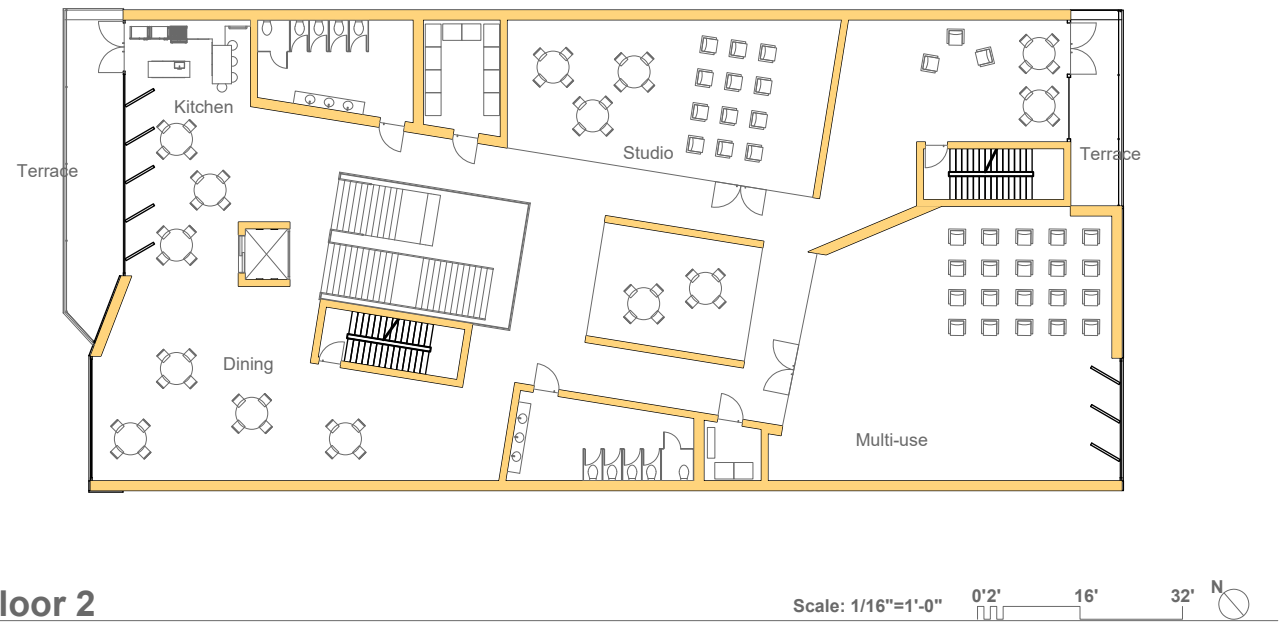 Kitchen
Studio
Terrace
Terrace
Dining
Multi-use
loor 2
Scale: 1/16"=1'-0"
0'2' 16' 32' N